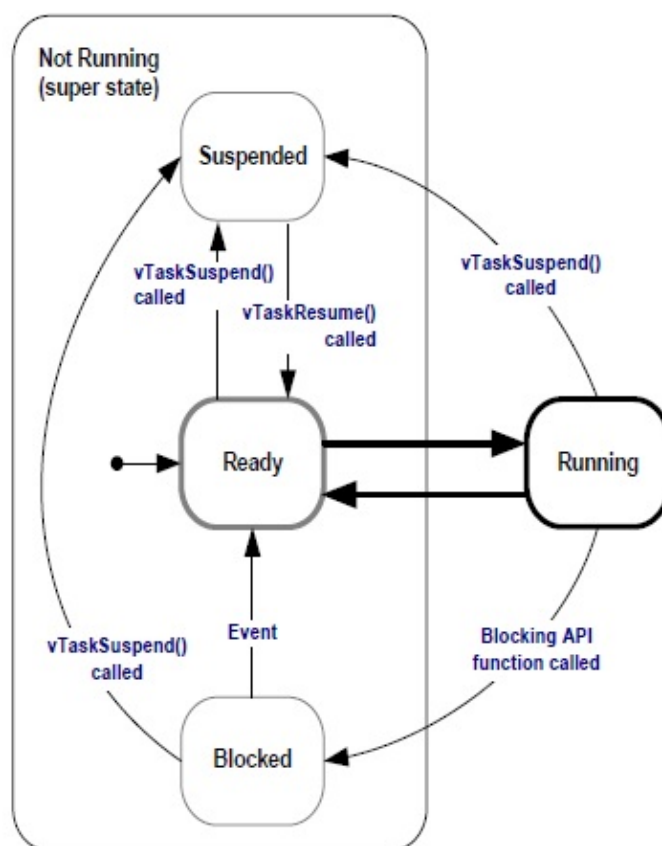 Not Running
(super state)
Suspended
vTaskSuspend()
called
vTaskResume()
called
vTaskSuspend()
called
Ready
Running
Event
vTaskSuspend()
called
Blocking API
function called
Blocked